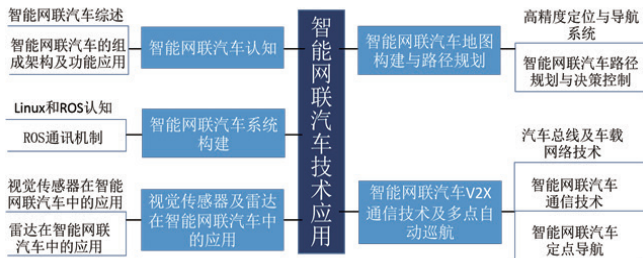 智能网联汽车综述
智能网联汽车的组
成架构及功能应用
智能网联汽车认知
Linux和ROS认知
ROS通讯机制
智能网联汽车系统
构建
视觉传感器在智能
网联汽车中的应用
雷达在智能网联
汽车中的应用
视觉传感器及雷达
在智能网联汽车中
的应用
智能网联汽车技术应用
智能网联汽车地图
构建与路径规划
高精度定位与导航
系统
智能网联汽车路径
规划与决策控制
智能网联汽车V2X
通信技术及多点自
动巡航
汽车总线及车载
网络技术
智能网联汽车
通信技术
智能网联汽车
定点导航